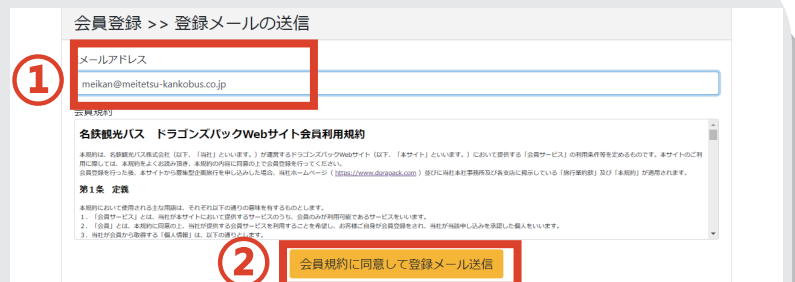 会員登録 >> 登録メールの送信
メールアドレス
①
meikan@meitetsu-kankobus.co.jp
会員規約
名鉄観光バス ドラゴンズパックWebサイト会員利用規約
本規約は、名鉄観光バス株式会社（以下、「当社」といいます。）が運営するドラゴンズパックWebサイト（以下、「本サイト」といいます。）において提供する「会員サービス」の利用条件等を定めるものです。本サイトのご利
用に際しては、本規約をよくお読み頂き、本規約の内容に同意の上で会員登録を行ってください。
会員登録を行った後、本サイトから募集型企画旅行を申し込みした場合、当社ホームページ（ https://www.dorapack.com ）並びに当社本社事務所及び各支店に掲示している「旅行業約款」及び「本規約」が適用されます。
第1条 定義
本規約において使用される主な用語は、それぞれ以下の通りの意味を有するものとします。
1．「会員サービス」とは、当社が本サイトにおいて提供するサービスのうち、会員のみが利用可能であるサービスをいいます。
2．「会員」とは、本規約に同意の上、当社が提供する会員サービスを利用することを希望し、お客様ご自身が会員登録をされ、当社が当該申し込みを承認した個人をいいます。
3．当社が会員から取得する「個人情報」は、以下の通りとします。
②
会員規約に同意して登録メール送信